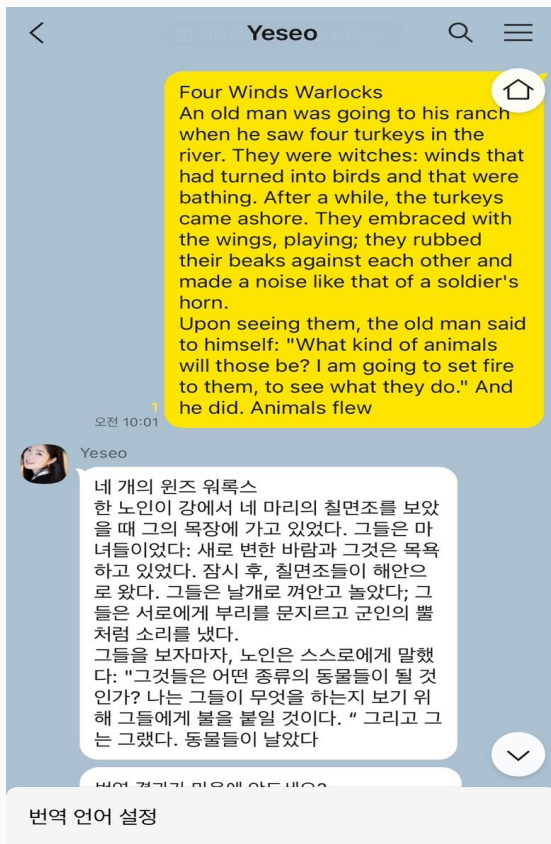 Yeseo
Four Winds Warlocks
An old man was going to his ranch
when he saw four turkeys in the
river. They were witches: winds that
had turned into birds and that were
bathing. After a while, the turkeys
came ashore. They embraced with
the wings, playing; they rubbed
their beaks against each other and
made a noise like that of a soldier's
horn.
Upon seeing them, the old man said
to himself: "What kind of animals
will those be? I am going to set fire
to them, to see what they do." And
he did. Animals flew
1
오전 10:01
Yeseo
네 개의 윈즈 워록스
한 노인이 강에서 네 마리의 칠면조를 보았
을 때 그의 목장에 가고 있었다. 그들은 마
녀들이었다: 새로 변한 바람과 그것은 목욕
하고 있었다. 잠시 후, 칠면조들이 해안으
로 왔다. 그들은 날개로 껴안고 놀았다; 그
들은 서로에게 부리를 문지르고 군인의 뿔
처럼 소리를 냈다.
그들을 보자마자, 노인은 스스로에게 말했
다: "그것들은 어떤 종류의 동물들이 될 것
인가? 나는 그들이 무엇을 하는지 보기 위
해 그들에게 불을 붙일 것이다. “ 그리고 그
는 그랬다. 동물들이 날았다
번역 언어 설정